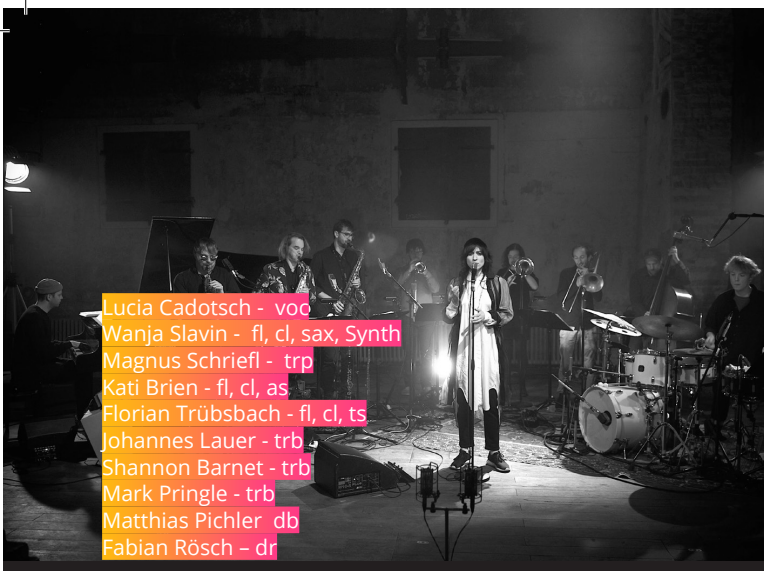 Lucia Cadotsch - voc
Wanja Slavin - fl, cl, sax, Synth
Magnus Schriefl - trp
Kati Brien - fl, cl, as
Florian Trübsbach - fl, cl, ts
Johannes Lauer - trb
Shannon Barnet - trb
Mark Pringle - trb
Matthias Pichler db
Fabian Rösch – dr